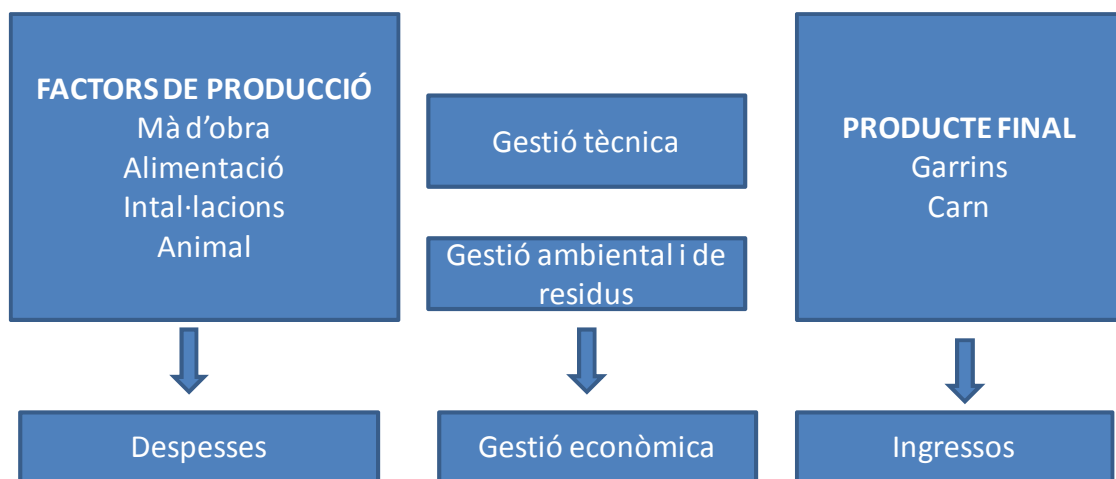 FACTORS DE PRODUCCIÓ
Mà d'obra
Alimentació
Intal·lacions
Animal
Gestió tècnica
Gestió ambiental i de
residus
PRODUCTE FINAL
Garrins
Carn
Despesses
Gestió econòmica
Ingressos